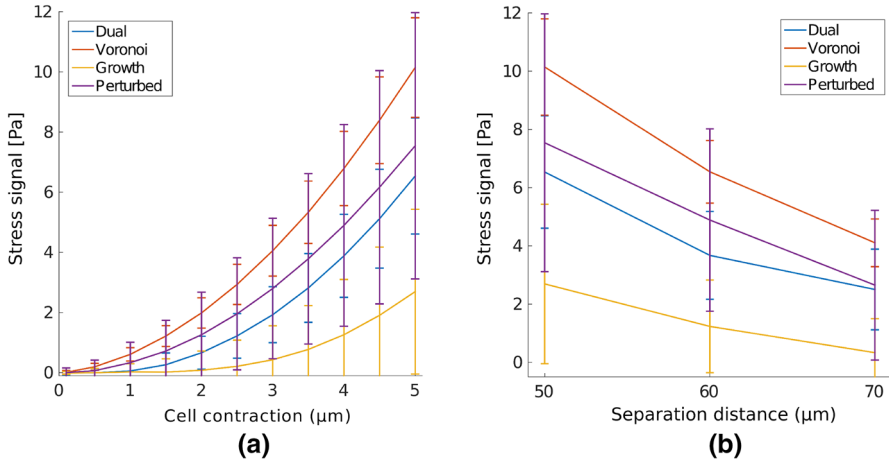 12
10
8
6
4
2
0
Stress signal [Pa]
Dual
Voronoi
Growth
Perturbed
0 1 2 3 4 5
Cell contraction (μm)
(a)
12
10
8
6
4
2
0
Stress signal [Pa]
Dual
Voronoi
Growth
Perturbed
50 60 70
Separation distance (μm)
(b)